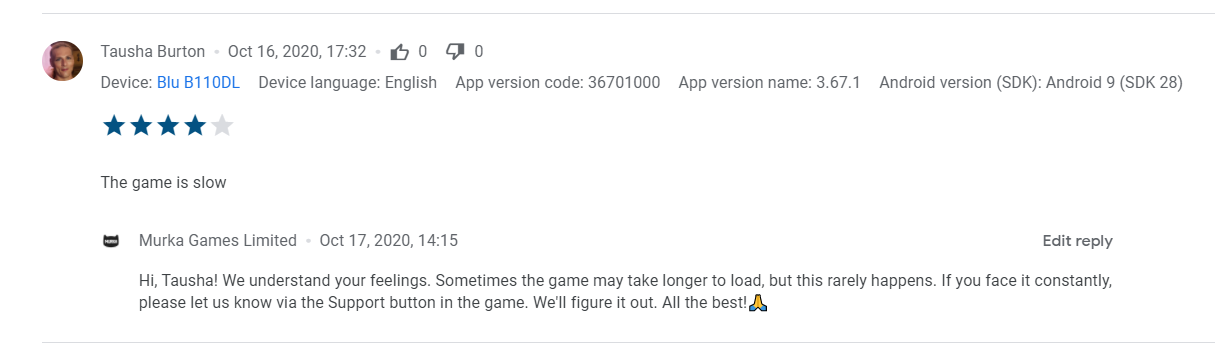 Tausha Burton • Oct 16, 2020, 17:32 • 0 0
Device: Blu B110DL Device language: English App version code: 36701000 App version name: 3.67.1 Android version (SDK): Android 9 (SDK 28)
The game is slow
Murka Games Limited • Oct 17, 2020, 14:15 Edit reply
Hi, Tausha! We understand your feelings. Sometimes the game may take longer to load, but this rarely happens. If you face it constantly,
please let us know via the Support button in the game. We'll figure it out. All the best!🙏